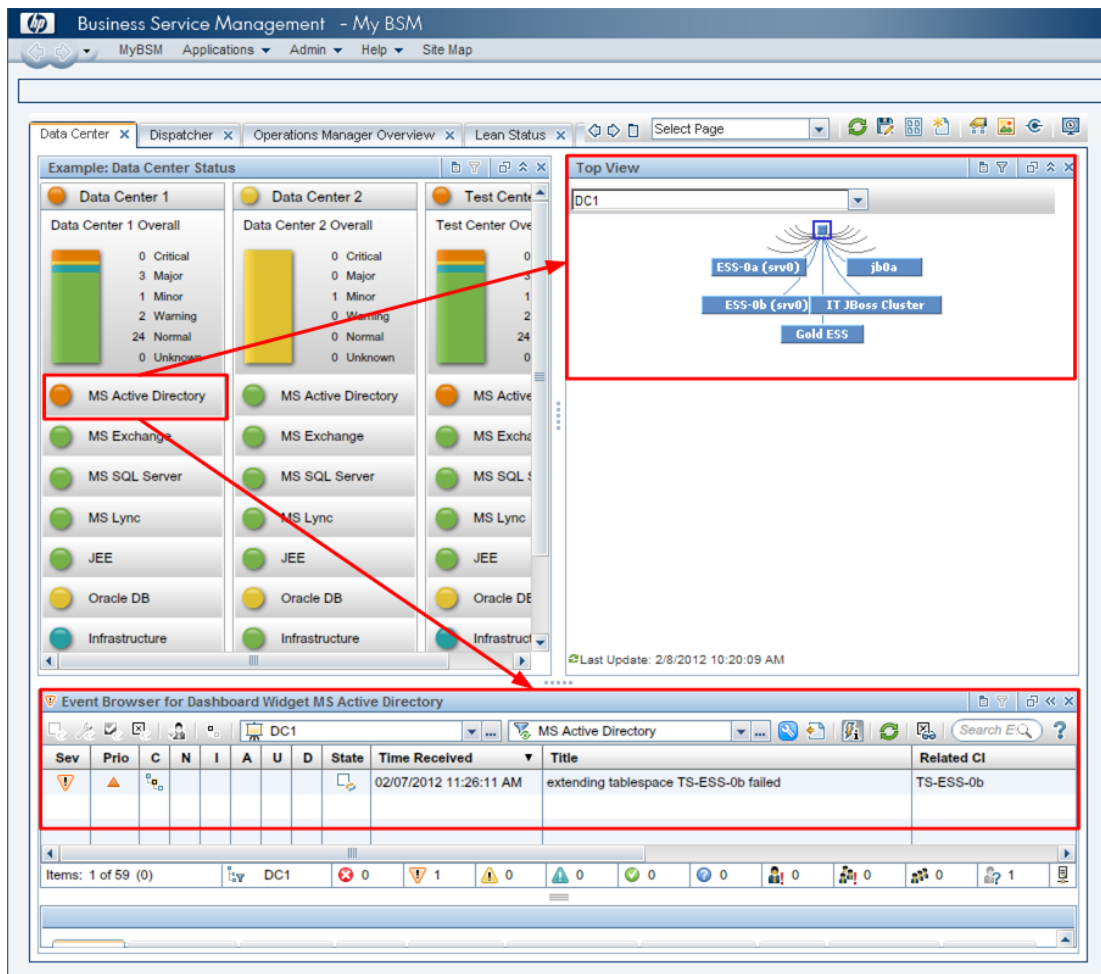 hp Business Service Management - My BSM
MyBSM Applications Admin Help Site Map
Data Center Dispatcher Operations Manager Overview Lean Status Select Page
Example: Data Center Status
Data Center 1 Data Center 2 Test Cente
Data Center 1 Overall Data Center 2 Overall Test Center Ove
0 Critical 0 Critical 0
3 Major 0 Major 3
1 Minor 1 Minor 1
2 Warning 0 Warning 2
24 Normal 0 Normal 24
0 Unknown 0 Unknown 0
MS Active Directory MS Active Directory MS Active
MS Exchange MS Exchange MS Excha
MS SQL Server MS SQL Server MS SQL S
MS Lync MS Lync MS Lync
JEE JEE JEE
Oracle DB Oracle DB Oracle DB
Infrastructure Infrastructure Infrastruct
Top View
DC1
ESS-0a (srv0) jb0a
ESS-0b (srv0) IT JBoss Cluster
Gold ESS
Last Update: 2/8/2012 10:20:09 AM
Event Browser for Dashboard Widget MS Active Directory
DC1 ... MS Active Directory ... Search E
Sev Prio C N I A U D State Time Received Title Related CI
02/07/2012 11:26:11 AM extending tablespace TS-ESS-0b failed TS-ESS-0b
Items: 1 of 59 (0) DC1 0 1 0 0 0 0 0 0 0 1